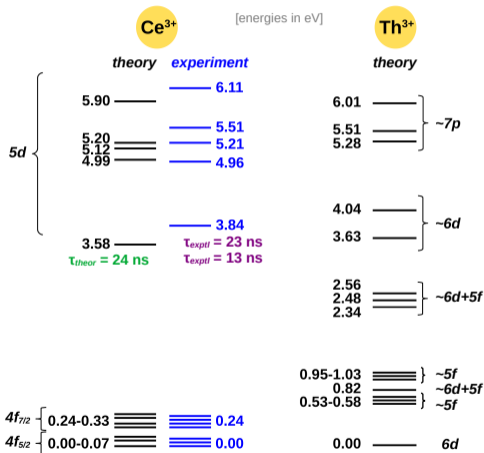 Ce³⁺ [energies in eV] Th³⁺
theory experiment theory
6.11
5.90 6.01 ~7p
5.51 5.51
5.20 5.21 5.28
5.12
5d 4.99 4.96
4.04 ~6d
3.84 3.63
3.58 τexptl = 23 ns
τtheor = 24 ns τexptl = 13 ns
2.56
2.48 ~6d+5f
2.34
0.95-1.03 ~5f
0.82 ~6d+5f
0.53-0.58 ~5f
4f7/2 0.24-0.33 0.24
4f5/2 0.00-0.07 0.00 0.00 6d